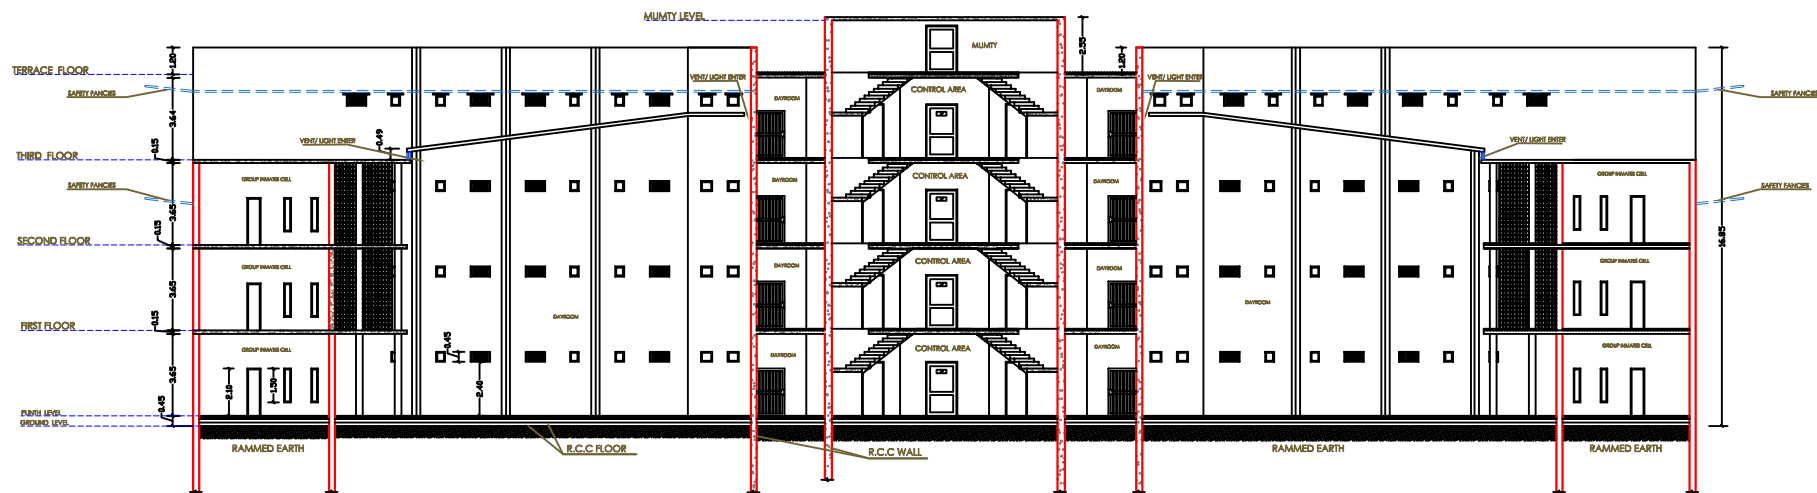 MUMTY LEVEL
2.55
MUMTY
1.20
1.20
TERRACE FLOOR
VENT/ LIGHT ENTER
VENT/ LIGHT ENTER
SAFETY FANCIES
DAYROOM
CONTROL AREA
DAYROOM
SAFETY FANCIES
3.64
0.49
VENT/ LIGHT ENTER
VENT/ LIGHT ENTER
0.15
THIRD FLOOR
GROUP INMATES CELL
DAYROOM
CONTROL AREA
DAYROOM
GROUP INMATES CELL
SAFETY FANCIES
SAFETY FANCIES
3.65
0.15
SECOND FLOOR
16.85
GROUP INMATES CELL
DAYROOM
CONTROL AREA
DAYROOM
GROUP INMATES CELL
3.65
DAYROOM
DAYROOM
0.15
FIRST FLOOR
GROUP INMATES CELL
0.45
DAYROOM
CONTROL AREA
DAYROOM
GROUP INMATES CELL
3.65
2.10
1.50
2.40
0.45
PLINTH LEVEL
GROUND LEVEL
RAMMED EARTH
R.C.C FLOOR
R.C.C WALL
RAMMED EARTH
RAMMED EARTH